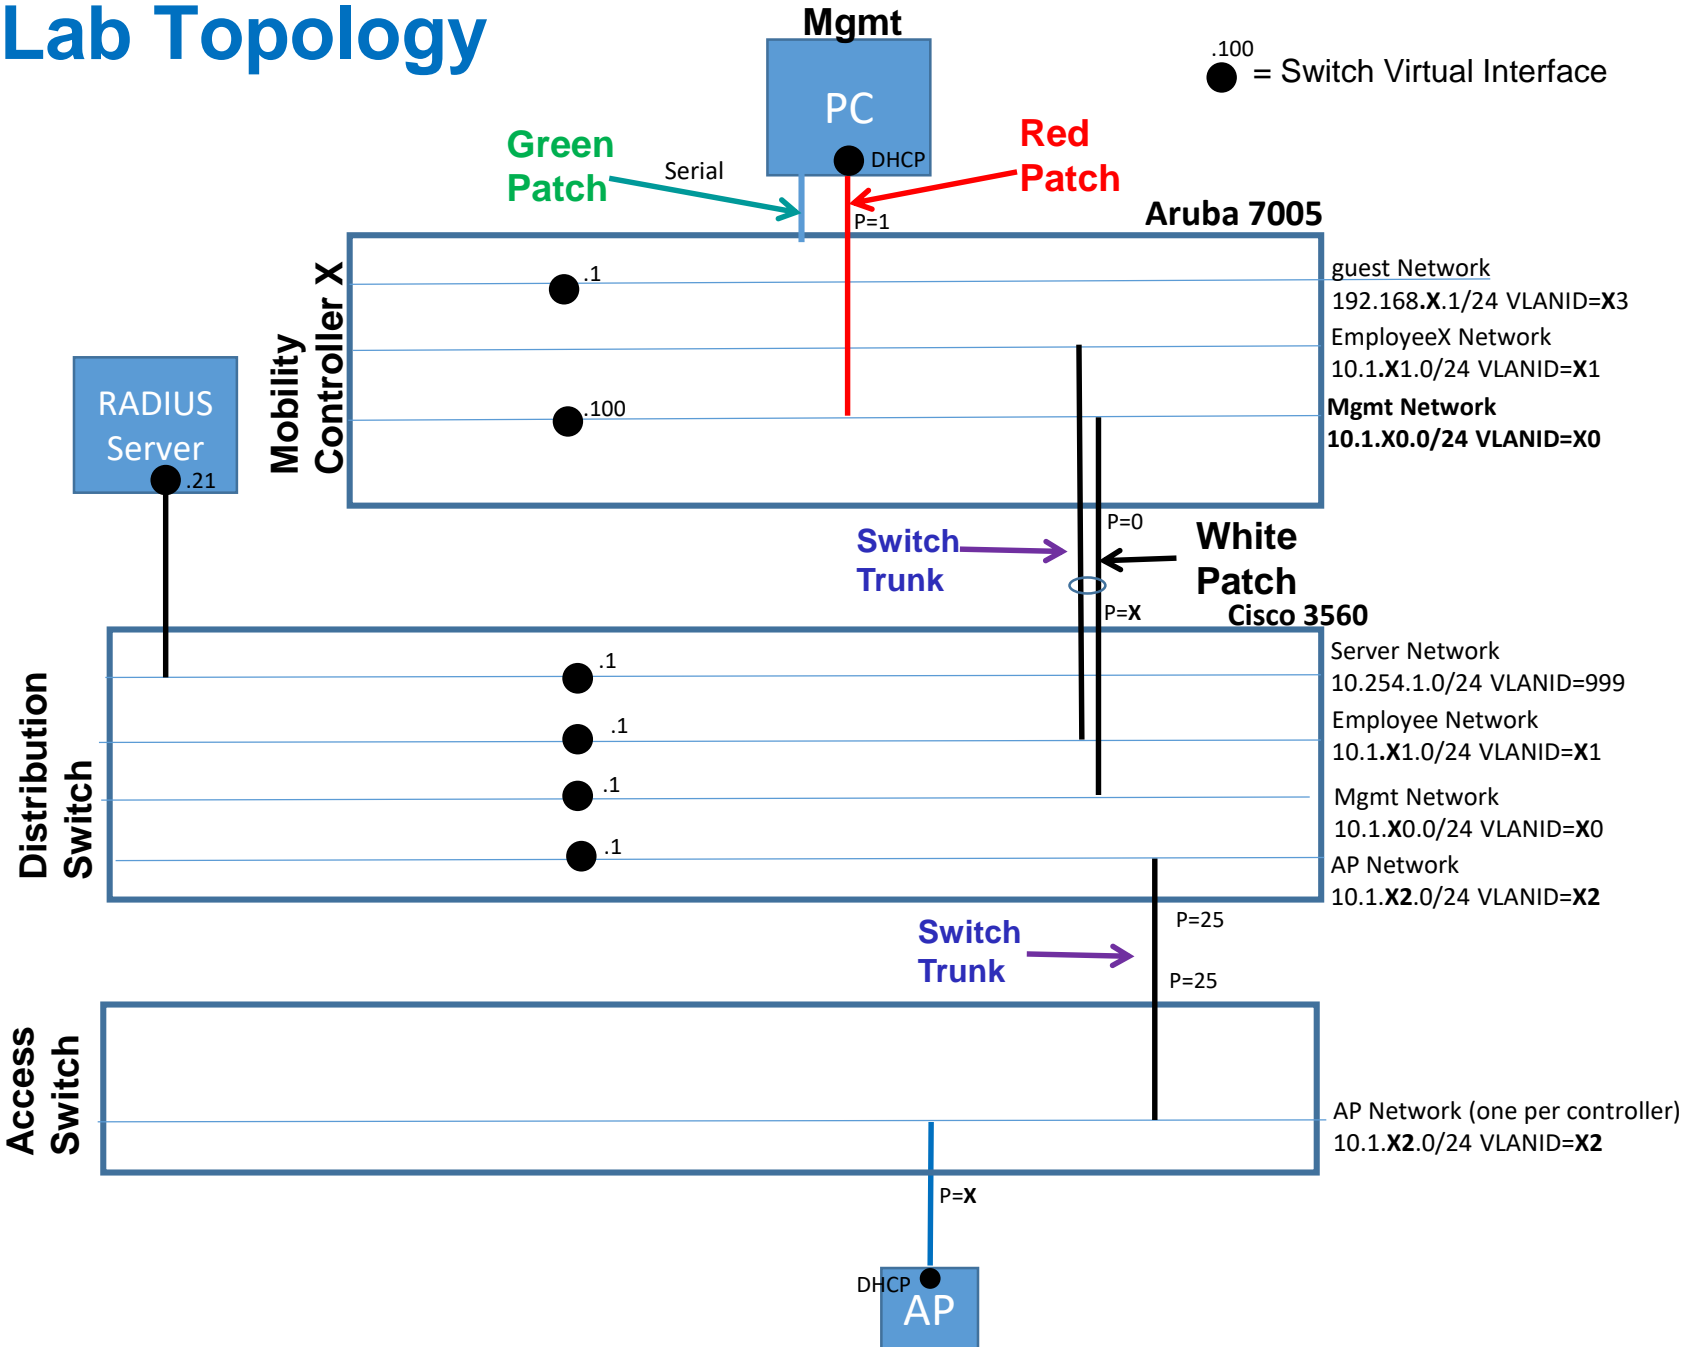 Lab Topology
Mgmt
PC
DHCP
.100
= Switch Virtual Interface
Green
Patch
Serial
Red
Patch
P=1
Aruba 7005
Mobility
Controller X
.1
.100
guest Network
192.168.X.1/24 VLANID=X3
EmployeeX Network
10.1.X1.0/24 VLANID=X1
Mgmt Network
10.1.X0.0/24 VLANID=X0
RADIUS
Server
.21
P=0
Switch
Trunk
White
Patch
P=X
Cisco 3560
Distribution
Switch
.1
.1
.1
.1
Server Network
10.254.1.0/24 VLANID=999
Employee Network
10.1.X1.0/24 VLANID=X1
Mgmt Network
10.1.X0.0/24 VLANID=X0
AP Network
10.1.X2.0/24 VLANID=X2
P=25
Switch
Trunk
P=25
Access
Switch
AP Network (one per controller)
10.1.X2.0/24 VLANID=X2
P=X
DHCP
AP